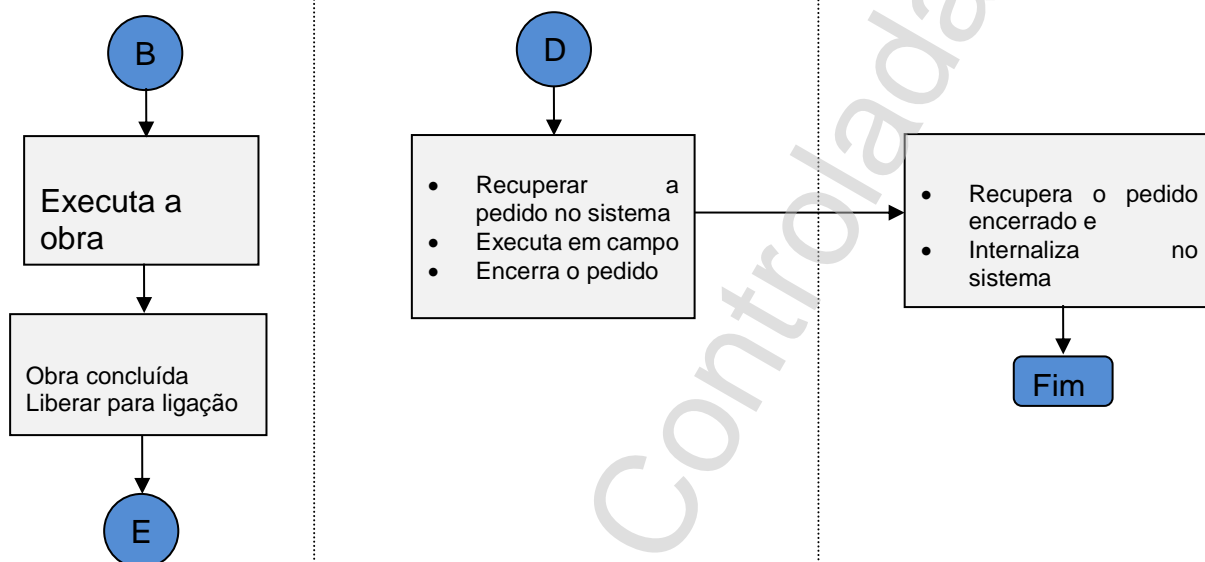 B
Executa a
obra
Obra concluída
Liberar para ligação
E
D
• Recuperar a
pedido no sistema
• Executa em campo
• Encerra o pedido
• Recupera o pedido
encerrado e
• Internaliza no
sistema
Fim
Controlada